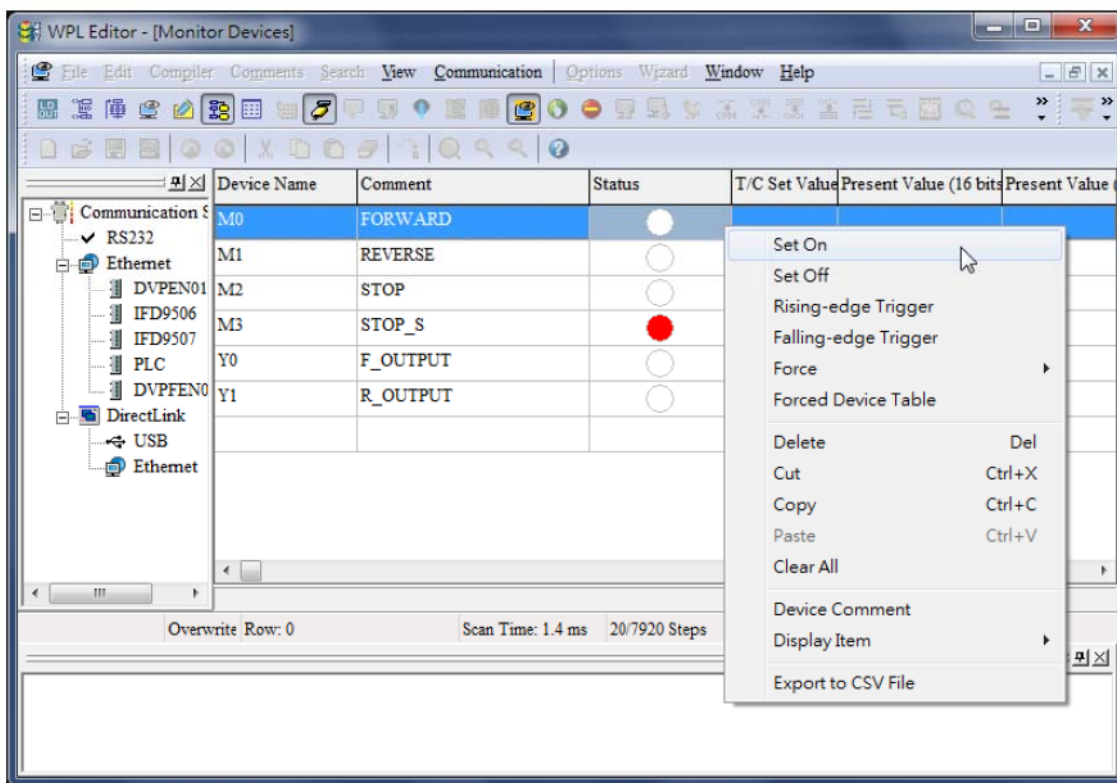 WPL Editor - [Monitor Devices]
File Edit Compiler Comments Search View Communication Options Wizard Window Help
Device Name Comment Status T/C Set Value Present Value (16 bits Present Value (
Communication S
RS232
Ethernet
DVPEN01
IFD9506
IFD9507
PLC
DVPFEN0
DirectLink
USB
Ethernet
M0 FORWARD
M1 REVERSE
M2 STOP
M3 STOP_S
Y0 F_OUTPUT
Y1 R_OUTPUT
Set On
Set Off
Rising-edge Trigger
Falling-edge Trigger
Force
Forced Device Table
Delete Del
Cut Ctrl+X
Copy Ctrl+C
Paste Ctrl+V
Clear All
Device Comment
Display Item
Export to CSV File
Overwrite Row: 0 Scan Time: 1.4 ms 20/7920 Steps